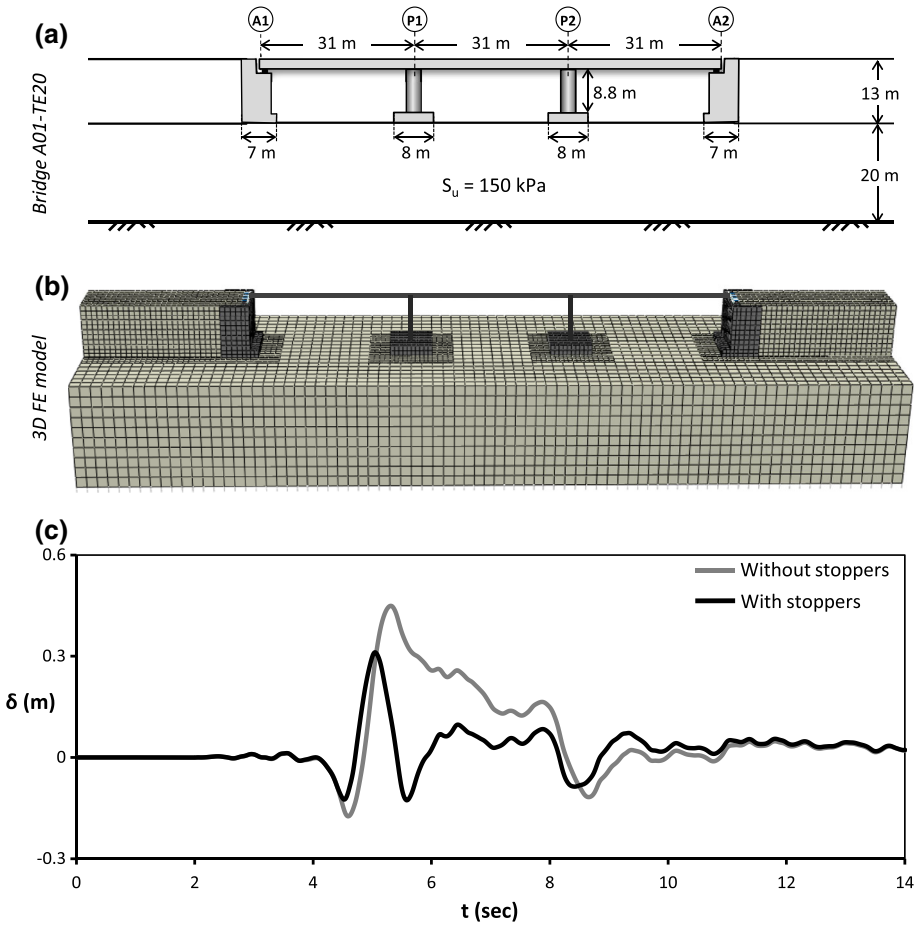 (a)
A1 P1 P2 A2
31 m 31 m 31 m
Bridge A01-TE20
8.8 m
13 m
7 m 8 m 8 m 7 m
20 m
Su = 150 kPa
(b)
3D FE model
(c)
0.6
Without stoppers
With stoppers
0.3
δ (m)
0
-0.3
0 2 4 6 8 10 12 14
t (sec)